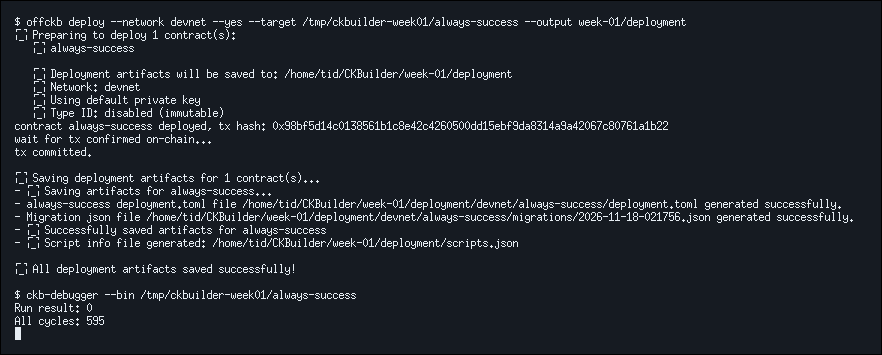 $ offckb deploy --network devnet --yes --target /tmp/ckbuilder-week01/always-success --output week-01/deployment
Preparing to deploy 1 contract(s):
always-success
Deployment artifacts will be saved to: /home/tid/CKBuilder/week-01/deployment
Network: devnet
Using default private key
Type ID: disabled (immutable)
contract always-success deployed, tx hash: 0x98bf5d14c0138561b1c8e42c4260500dd15ebf9da8314a9a42067c80761a1b22
wait for tx confirmed on-chain...
tx committed.
Saving deployment artifacts for 1 contract(s)...
- Saving artifacts for always-success...
- always-success deployment.toml file /home/tid/CKBuilder/week-01/deployment/devnet/always-success/deployment.toml generated successfully.
- Migration json file /home/tid/CKBuilder/week-01/deployment/devnet/always-success/migrations/2026-11-18-021756.json generated successfully.
- Successfully saved artifacts for always-success
- Script info file generated: /home/tid/CKBuilder/week-01/deployment/scripts.json
All deployment artifacts saved successfully!
$ ckb-debugger --bin /tmp/ckbuilder-week01/always-success
Run result: 0
All cycles: 595